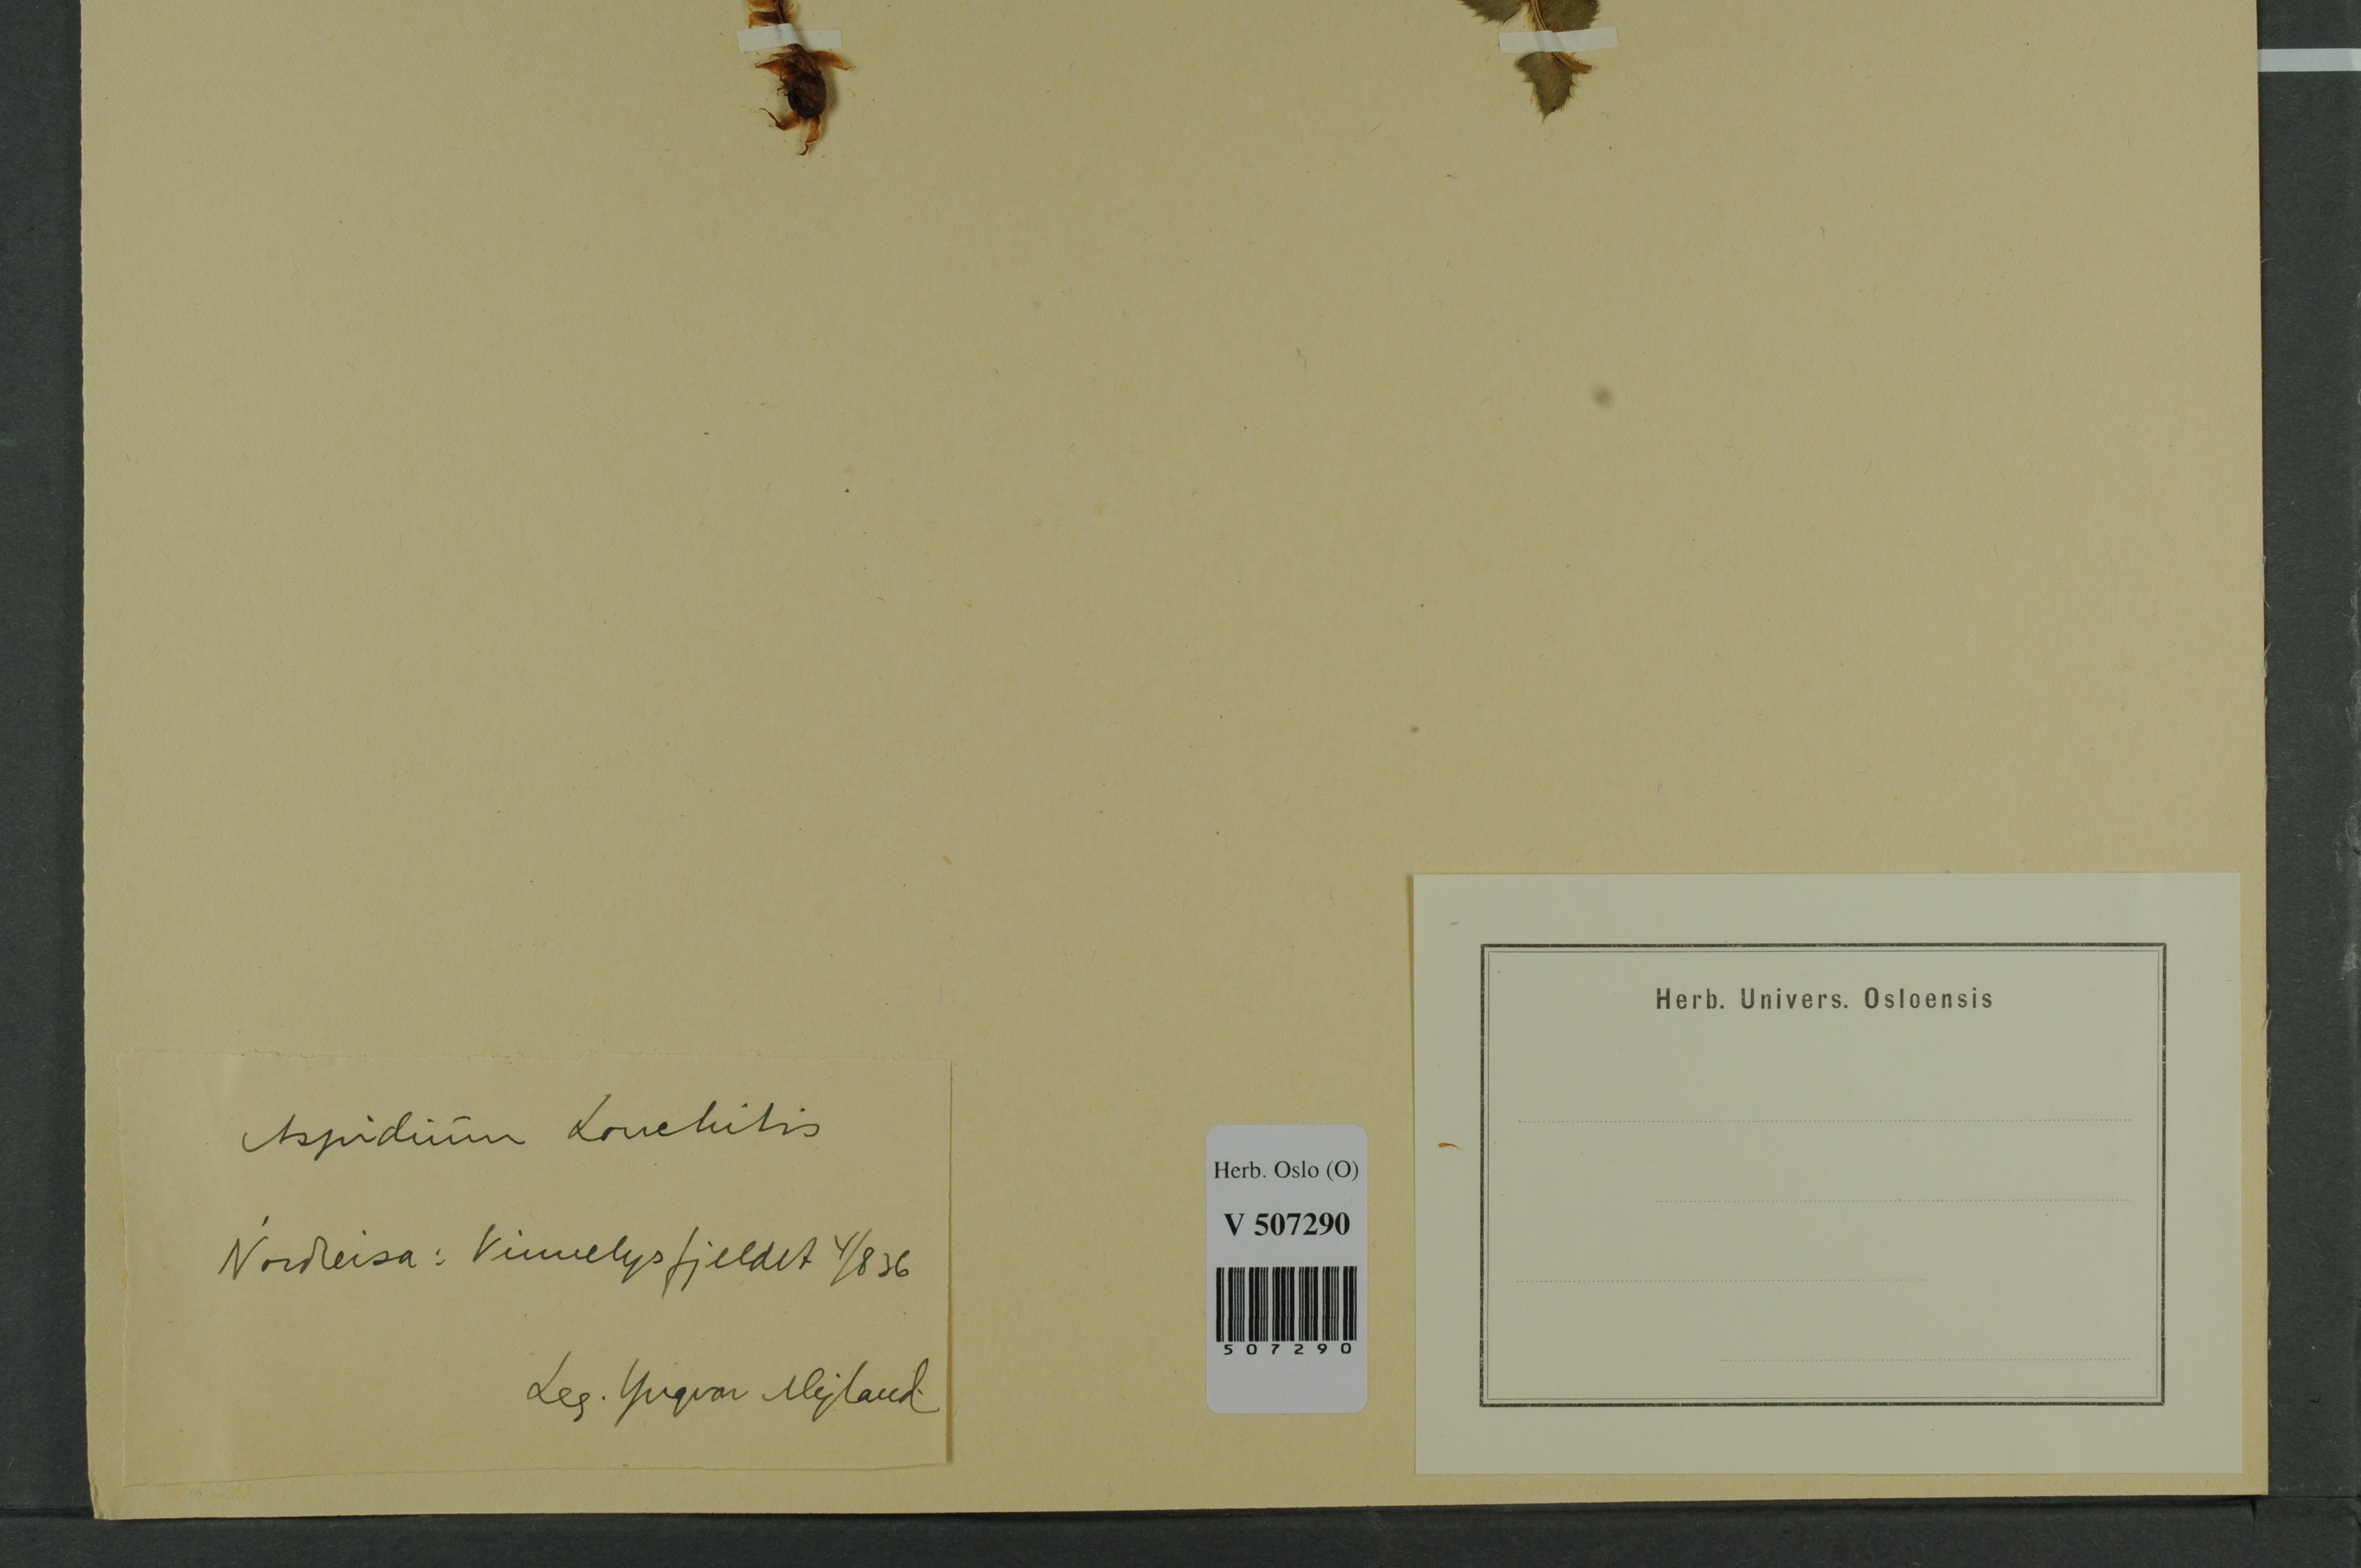 Aspidium Lonchitis
Nordreisa: Vinnelysfjeldet 4/8 36
Leg. Yngvar Mejland
Herb. Oslo (O)
V 507290
507290
Herb. Univers. Osloensis